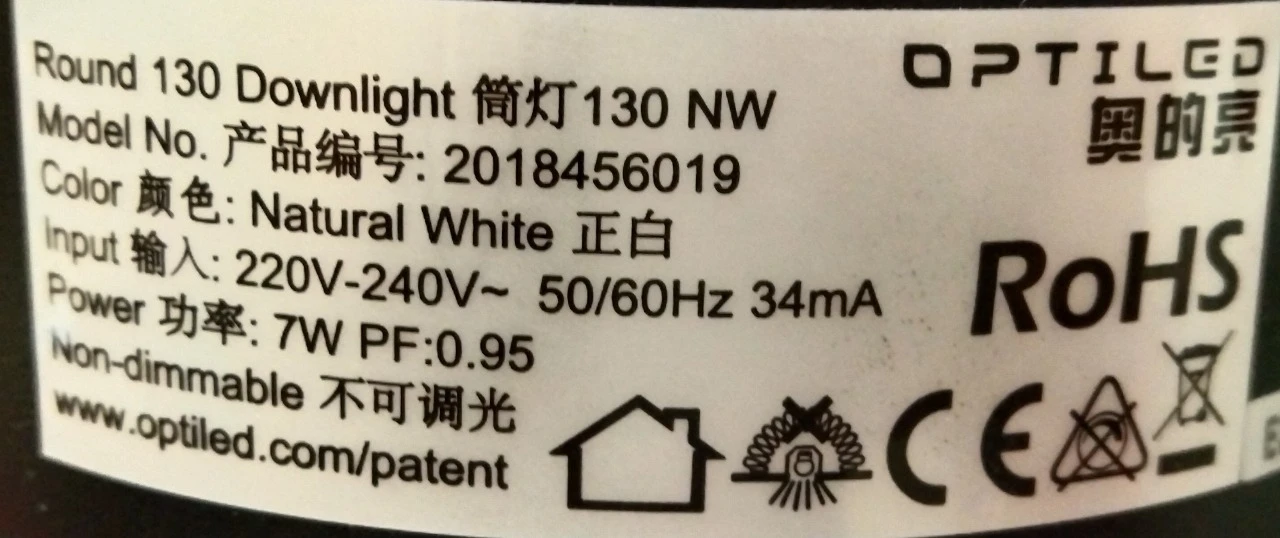 Round 130 Downlight 筒灯130 NW
Model No. 产品编号: 2018456019
Color 颜色: Natural White 正白
Input 输入: 220V-240V~ 50/60Hz 34mA
Power 功率: 7W PF:0.95
Non-dimmable 不可调光
www.optiled.com/patent
OPTILED
奥的亮
RoHS
CE